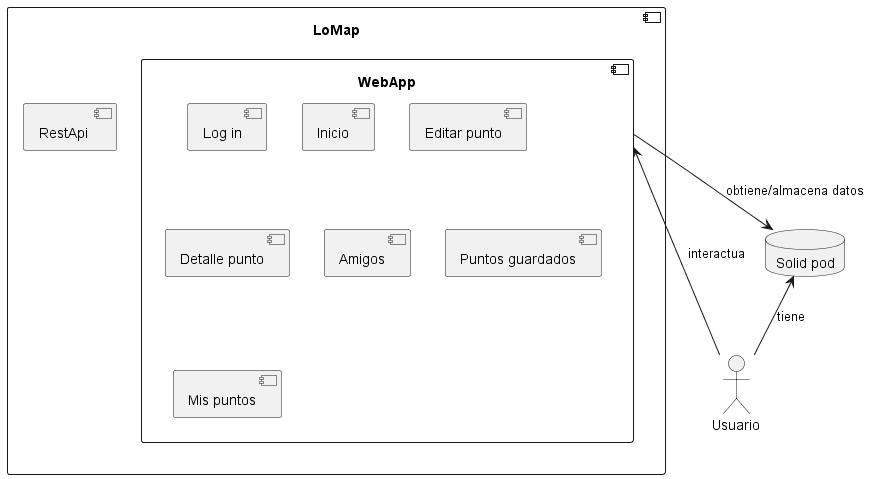 LoMap
WebApp
RestApi
Log in
Inicio
Editar punto
obtiene/almacena datos
Detalle punto
Amigos
Puntos guardados
interactua
Solid pod
tiene
Mis puntos
Usuario